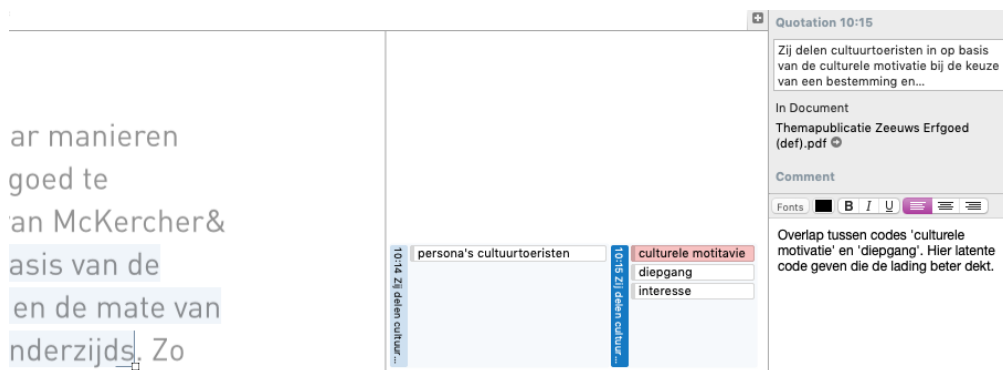 ar manieren
goed te
an McKercher&
asis van de
en de mate van
nderzijds. Zo
10:14 Zij delen cultuur...
persona's cultuurtoeristen
10:15 Zij delen cultuur...
culturele motitavie
diepgang
interesse
Quotation 10:15
Zij delen cultuurtoeristen in op basis
van de culturele motivatie bij de keuze
van een bestemming en...
In Document
Themapublicatie Zeeuws Erfgoed
(def).pdf
Comment
Fonts B I U
Overlap tussen codes 'culturele
motivatie' en 'diepgang'. Hier latente
code geven die de lading beter dekt.